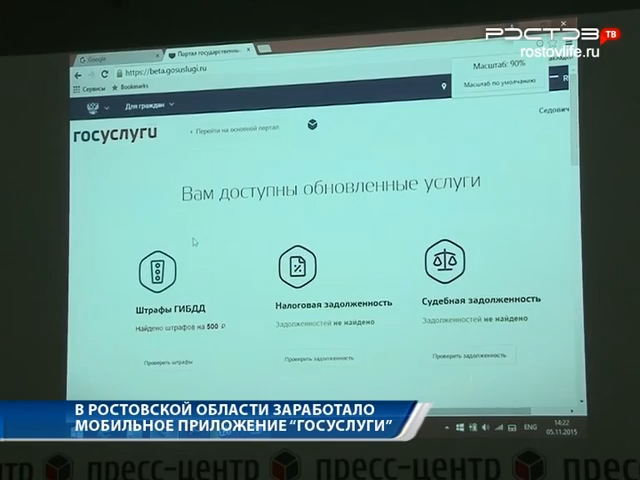 РОСТОВ ТВ
rostovlife.ru
Google
Портал государственны
https://beta.gosuslugi.ru
Масштаб: 90%
Масштаб по умолчанию
Сервисы
Bookmarks
Для граждан
R
госуслуги
Перейти на основной портал
Седович
Вам доступны обновленные услуги
Штрафы ГИБДД
Найдено штрафов на 500 ₽
Проверить штрафы
Налоговая задолженность
Задолженностей не найдено
Проверить задолженность
Судебная задолженность
Задолженностей не найдено
Проверить задолженность
В РОСТОВСКОЙ ОБЛАСТИ ЗАРАБОТАЛО
МОБИЛЬНОЕ ПРИЛОЖЕНИЕ “ГОСУСЛУГИ”
ENG
14:22
05.11.2015
пресс-центр
пресс-центр